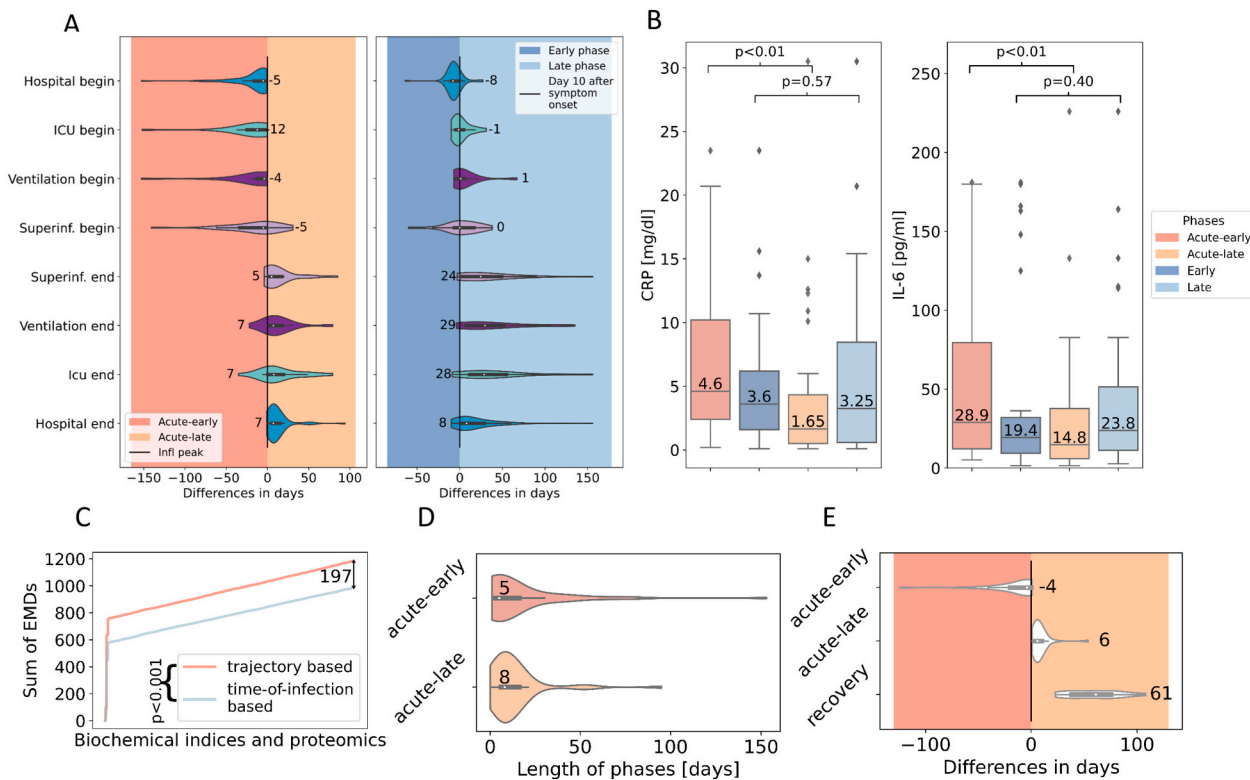 A
Hospital begin
ICU begin
Ventilation begin
Superinf. begin
Superinf. end
Ventilation end
Icu end
Hospital end
-5
-12
-4
-5
5
7
7
7
Acute-early
Acute-late
Infl peak
−150 −100 −50 0 50 100
Differences in days
Early phase
Late phase
Day 10 after
symptom
onset
-8
-1
1
0
24
29
28
8
−50 0 50 100 150
Differences in days
B
CRP [mg/dl]
30
25
20
15
10
5
0
p<0.01
p=0.57
4.6
3.6
1.65
3.25
IL-6 [pg/ml]
250
200
150
100
50
0
p<0.01
p=0.40
28.9
19.4
14.8
23.8
Phases
Acute-early
Acute-late
Early
Late
C
Sum of EMDs
1200
1000
800
600
400
200
0
197
p<0.001
{
trajectory based
time-of-infection
based
Biochemical indices and proteomics
D
acute-early
acute-late
5
8
0 50 100 150
Length of phases [days]
E
acute-early
acute-late
recovery
-4
6
61
−100 0 100
Differences in days